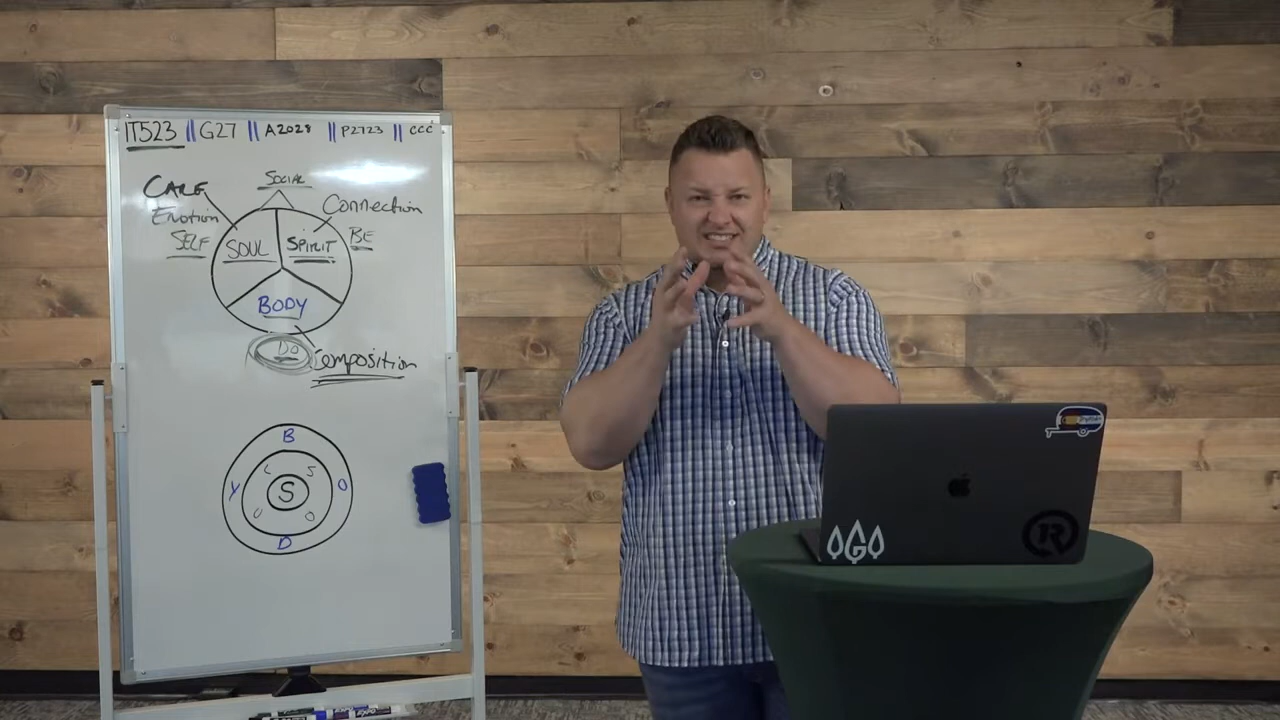 IT523 || G27 || A2028 || P2723 || CCC
SOCIAL
CARE
EMOTION
Connection
SELF
SOUL
SPIRIT
BE
BODY
DO
Composition
B
L
S
Y
S
O
U
O
D
R